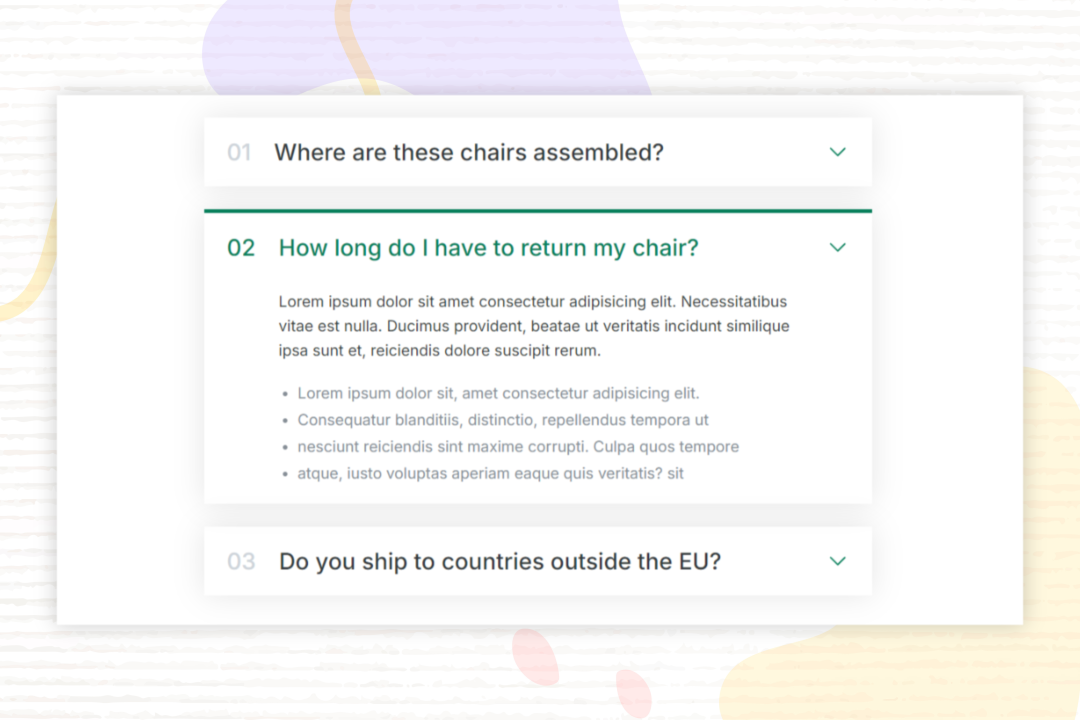 01 Where are these chairs assembled?
02 How long do I have to return my chair?
Lorem ipsum dolor sit amet consectetur adipisicing elit. Necessitatibus
vitae est nulla. Ducimus provident, beatae ut veritatis incidunt similique
ipsa sunt et, reiciendis dolore suscipit rerum.
• Lorem ipsum dolor sit, amet consectetur adipisicing elit.
• Consequatur blanditiis, distinctio, repellendus tempora ut
• nesciunt reiciendis sint maxime corrupti. Culpa quos tempore
• atque, iusto voluptas aperiam eaque quis veritatis? sit
03 Do you ship to countries outside the EU?